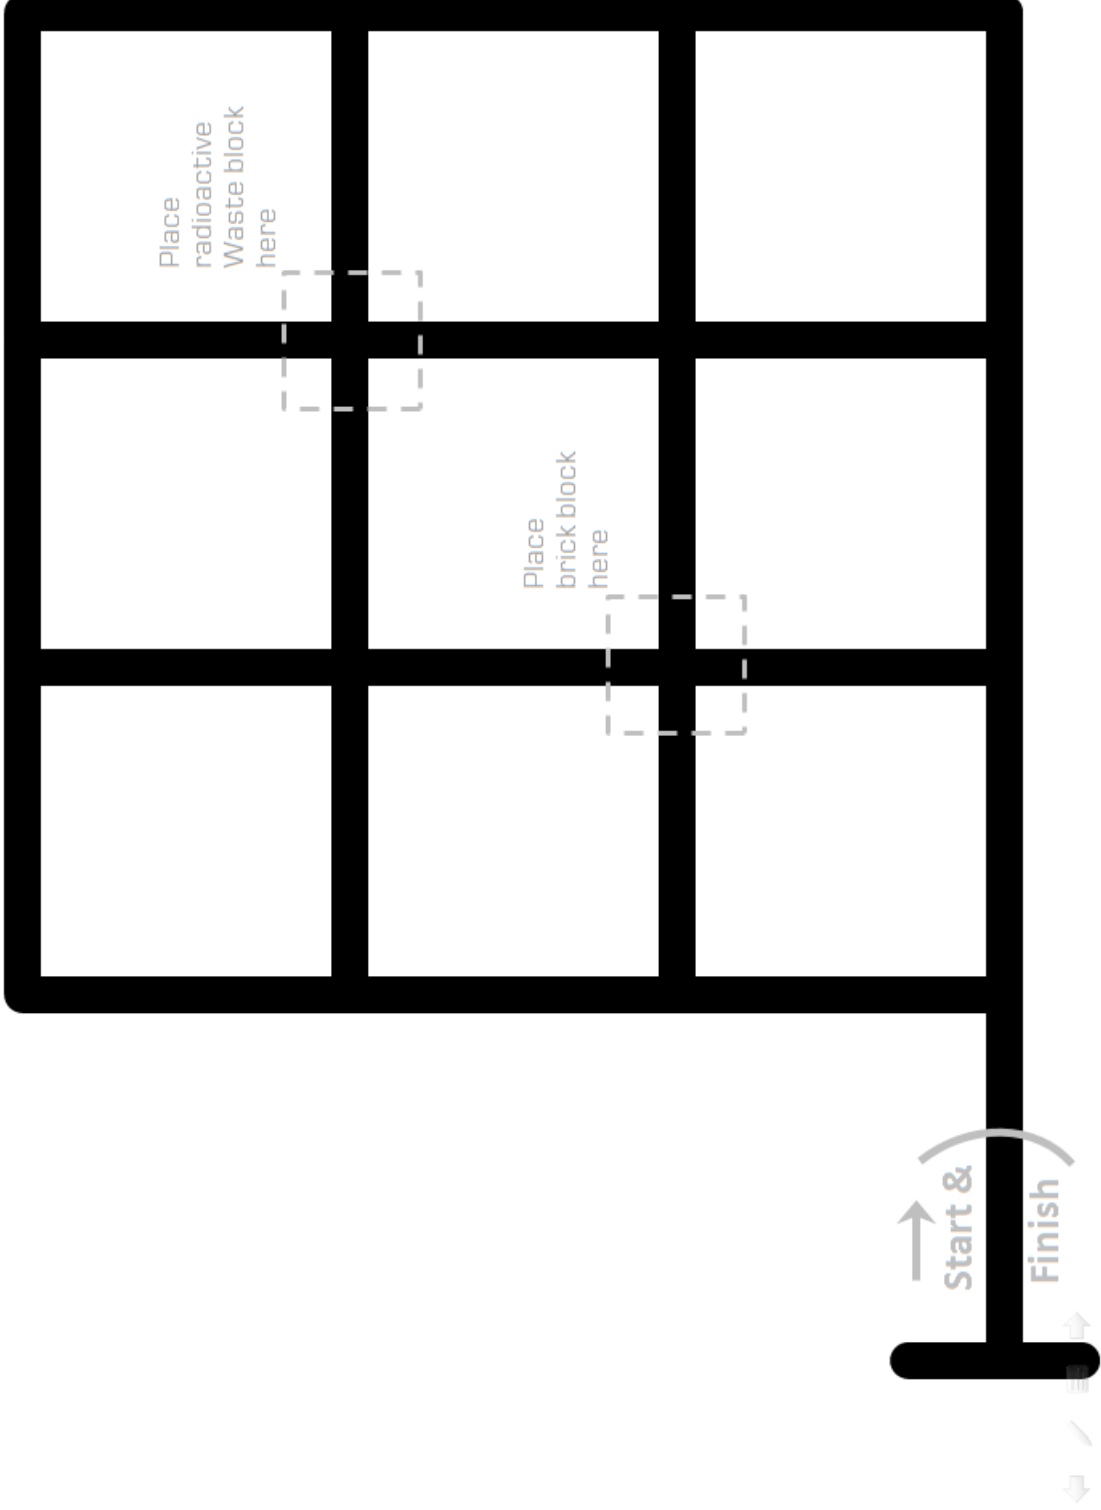 Place
radioactive
Waste block
here
Place
brick block
here
Start &
Finish